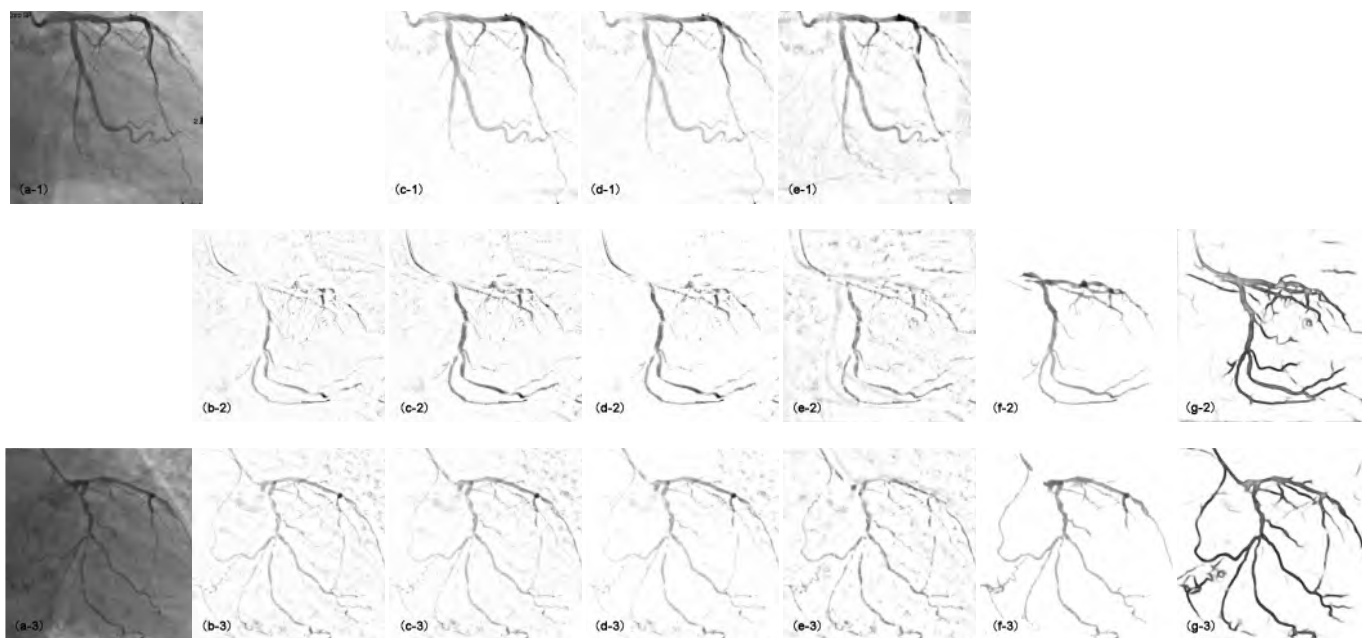 (a-1)
(c-1)
(d-1)
(e-1)
(b-2)
(c-2)
(d-2)
(e-2)
(f-2)
(g-2)
(a-3)
(b-3)
(c-3)
(d-3)
(e-3)
(f-3)
(g-3)